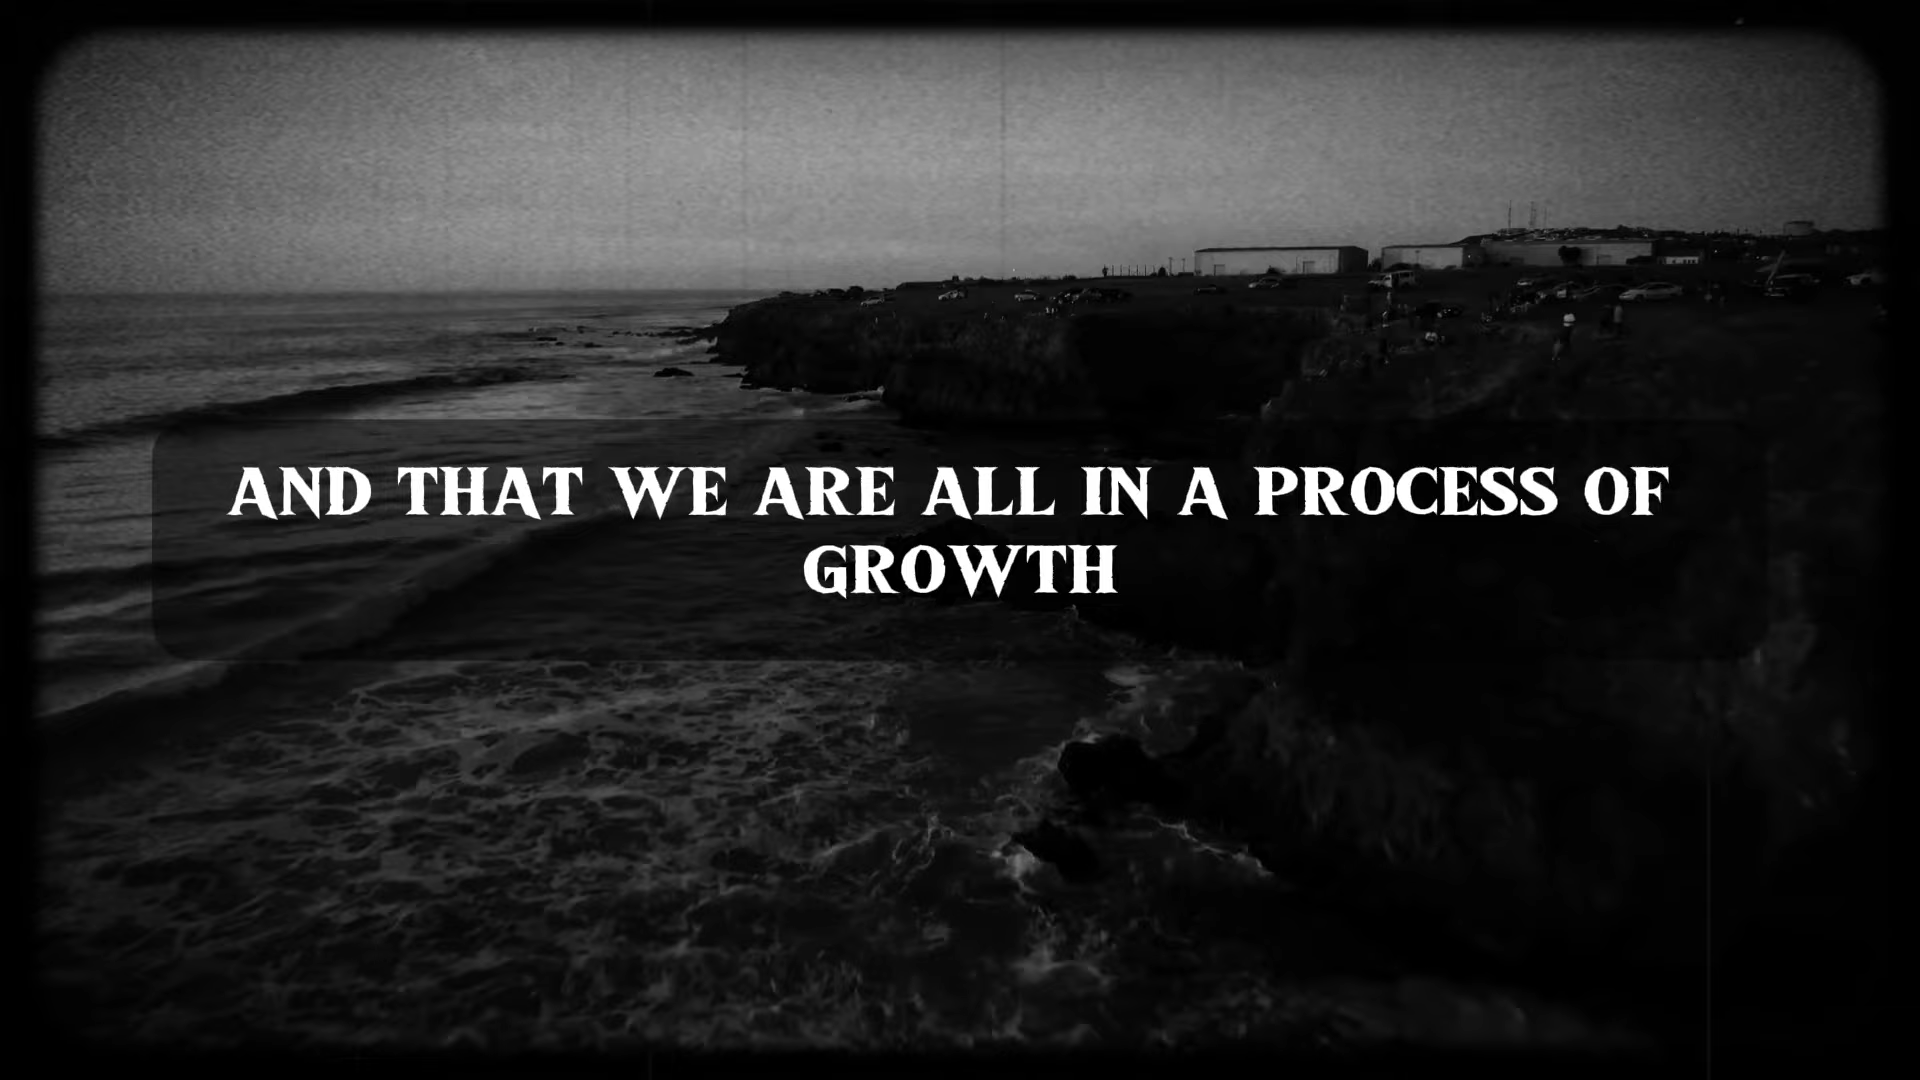 AND THAT WE ARE ALL IN A PROCESS OF
GROWTH